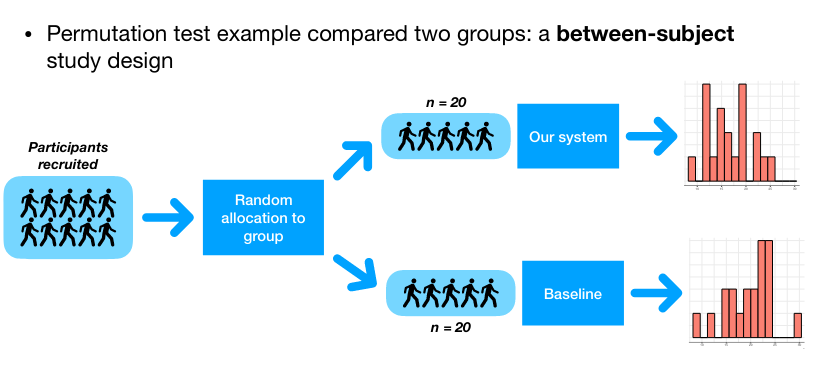 • Permutation test example compared two groups: a between-subject
study design
Participants
recruited
Random
allocation to
group
n = 20
Our system
Baseline
n = 20